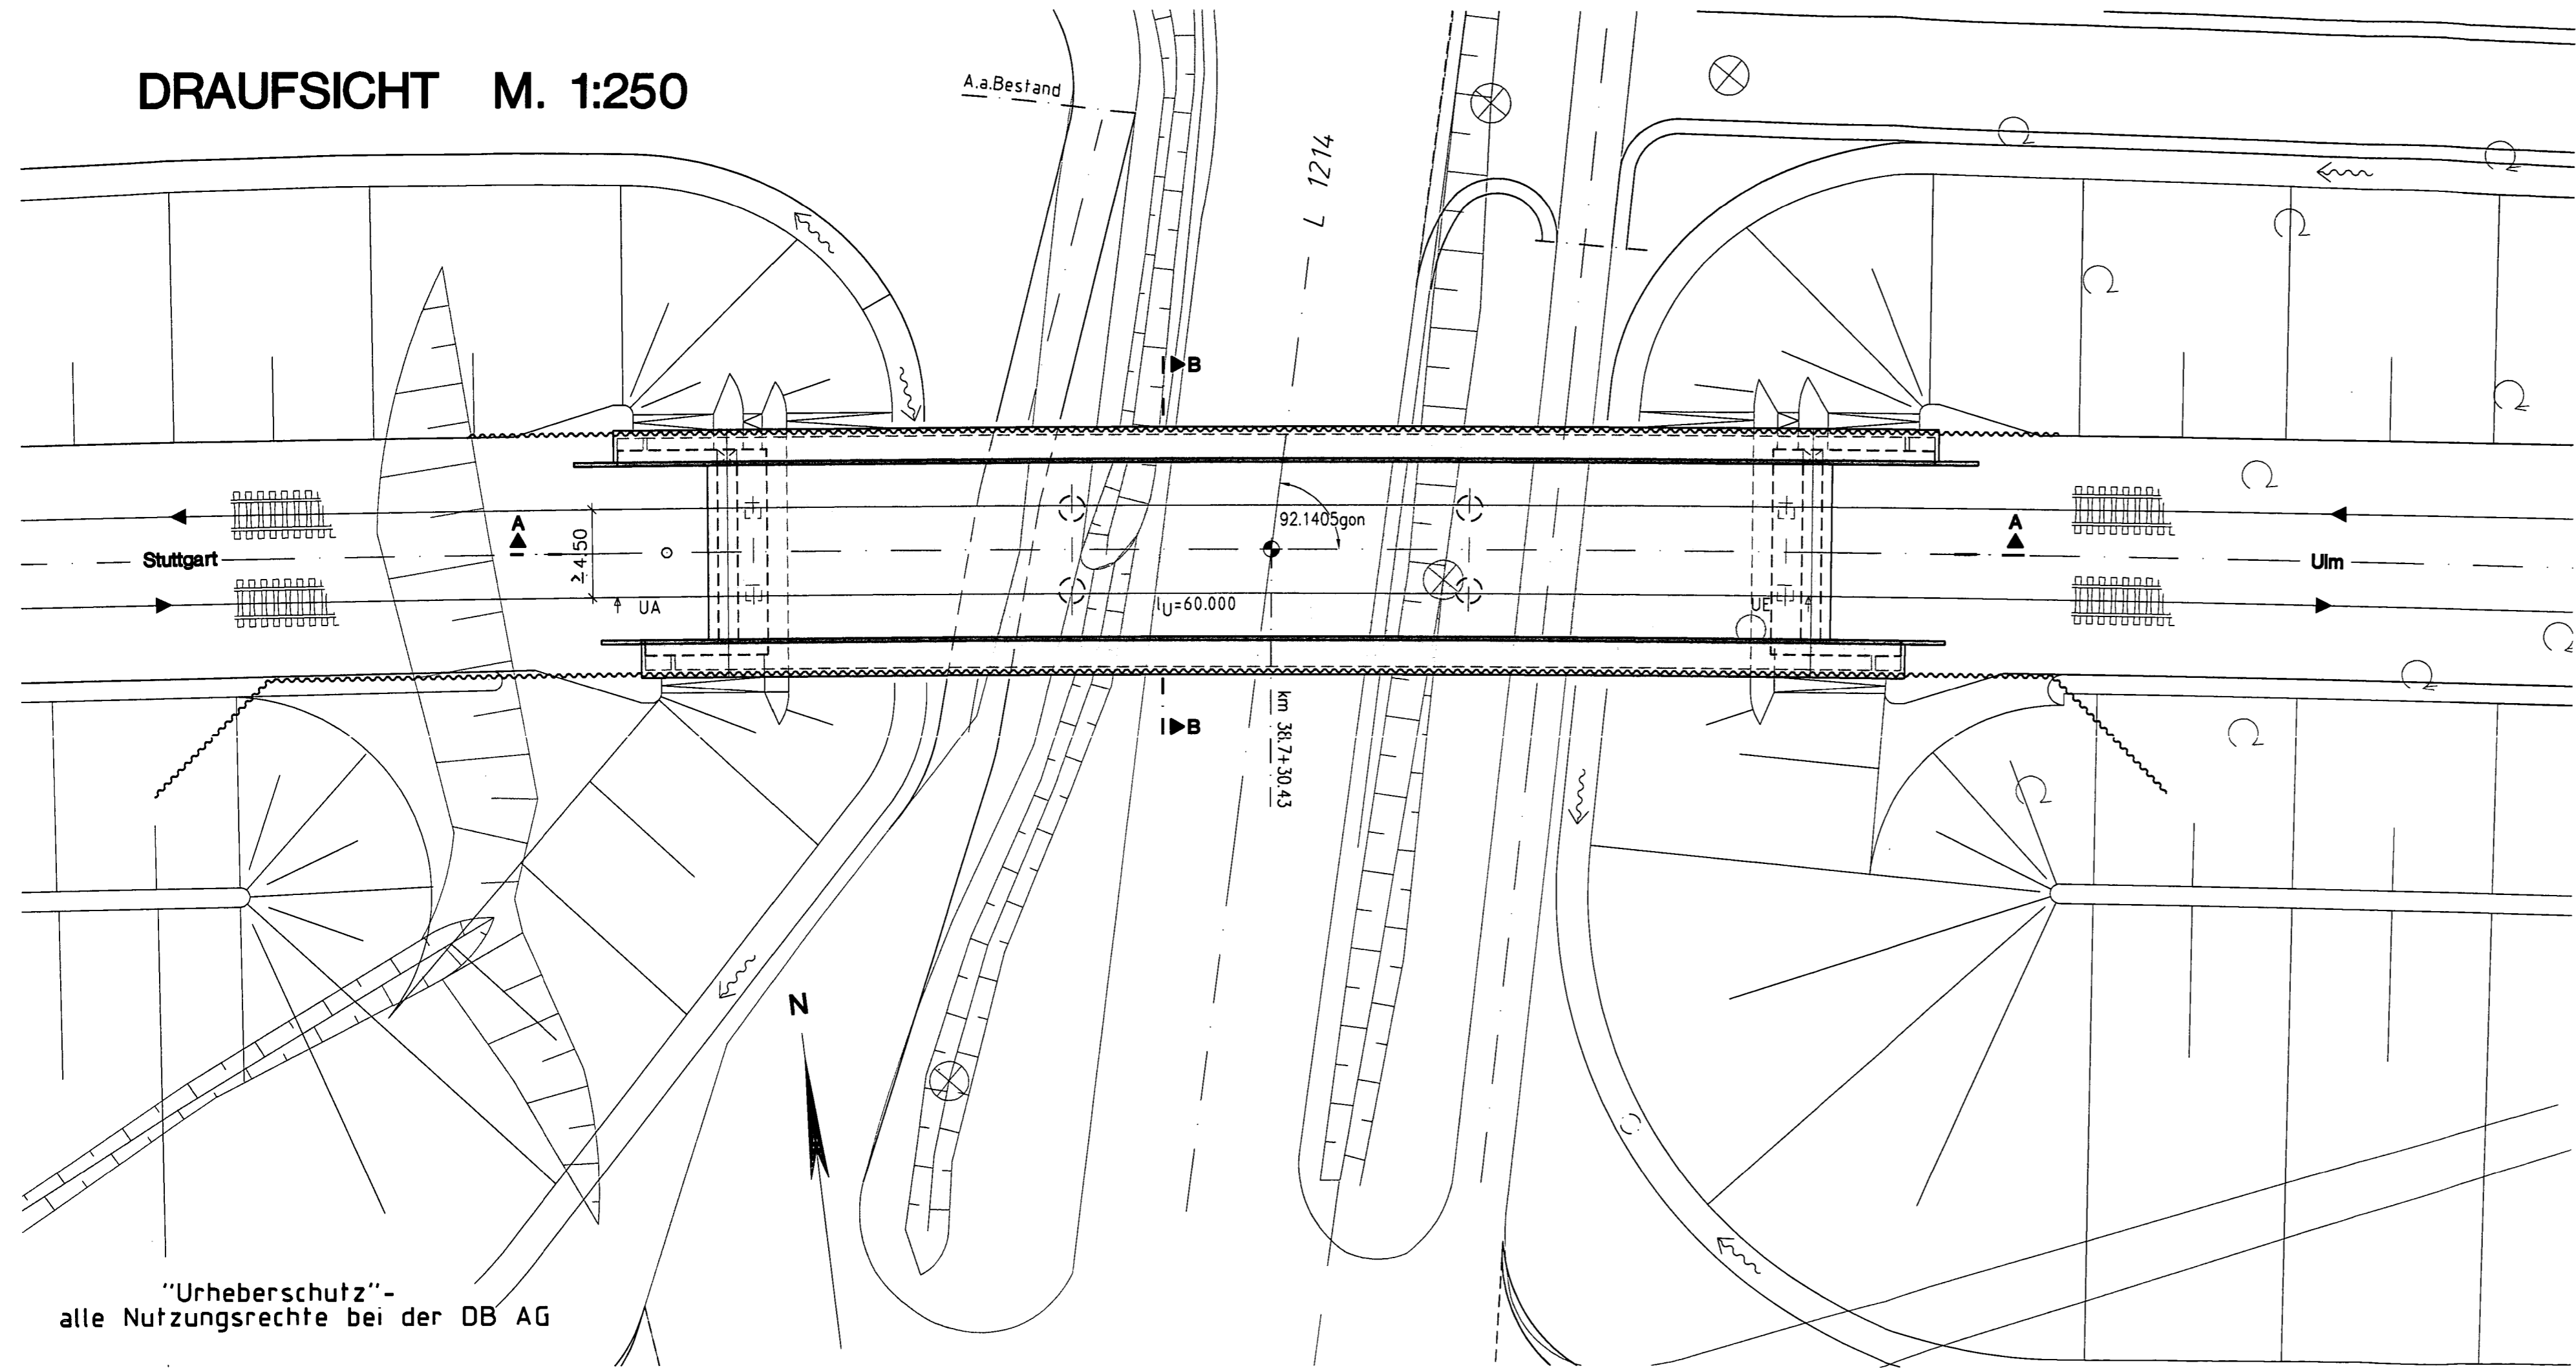 DRAUFSICHT M. 1:250
A.a.Bestand
L 1214
B
92.1405gon
A
A
Stuttgart
≥4.50
Ulm
UA
lU=60.000
UE
km 38.7+30.43
B
N
"Urheberschutz"-
alle Nutzungsrechte bei der DB AG